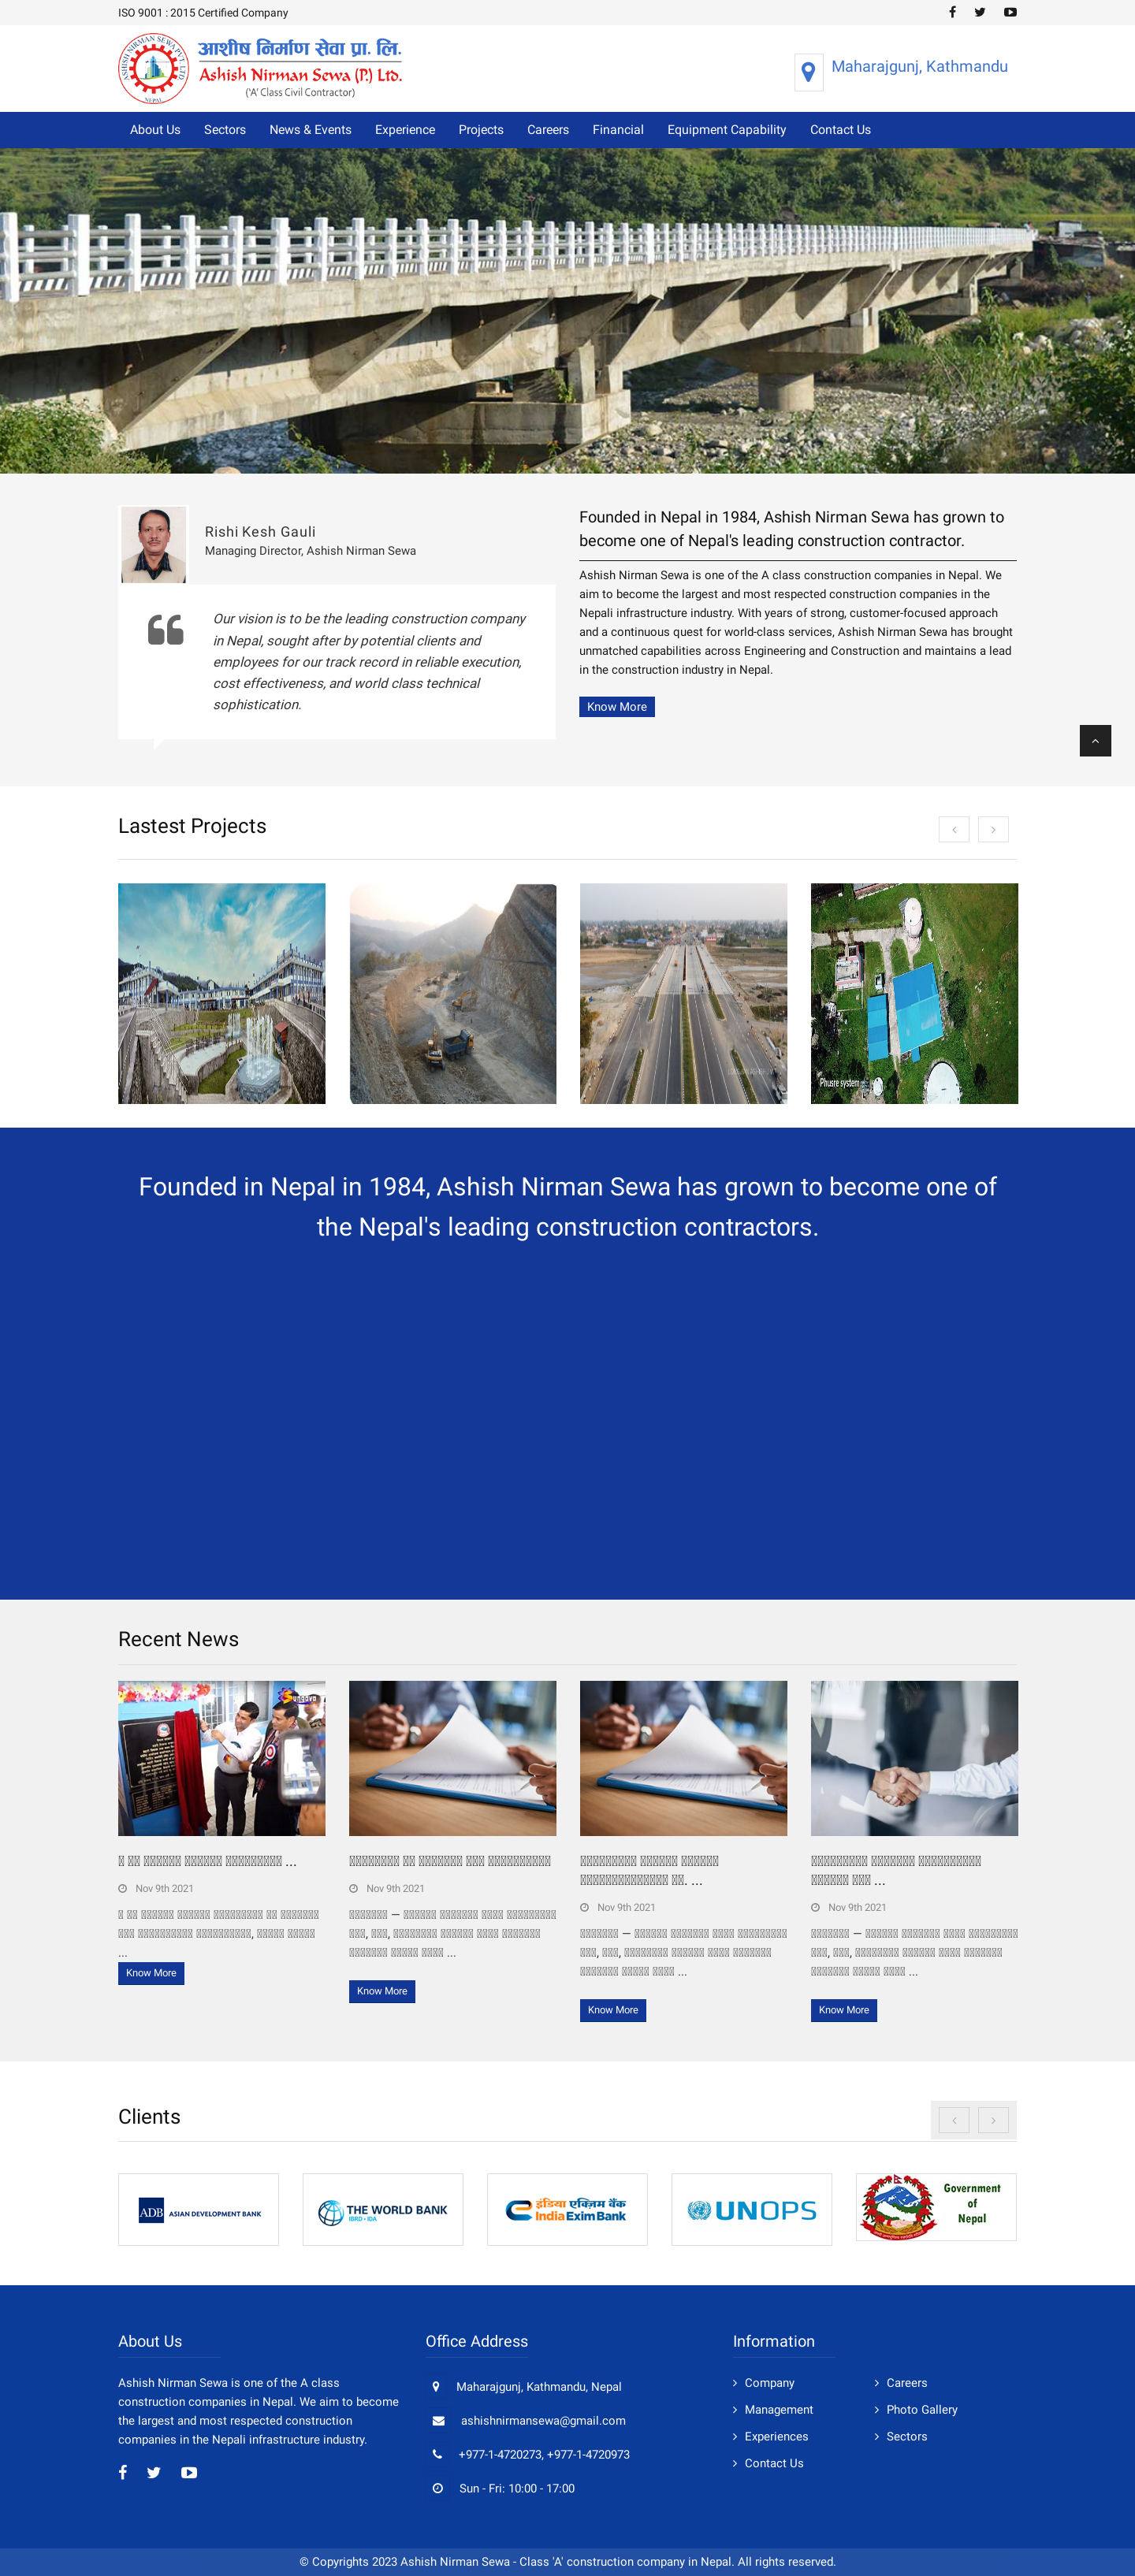 ISO 9001 : 2015 Certified Company
आशीष निर्माण सेवा प्रा. लि.
Ashish Nirman Sewa (P.) Ltd.
('A' Class Civil Contractor)
ASHISH NIRMAN SEWA PVT. LTD.
NEPAL
Maharajgunj, Kathmandu
About Us Sectors News & Events Experience Projects Careers Financial Equipment Capability Contact Us
Rishi Kesh Gauli
Managing Director, Ashish Nirman Sewa
Our vision is to be the leading construction company
in Nepal, sought after by potential clients and
employees for our track record in reliable execution,
cost effectiveness, and world class technical
sophistication.
Founded in Nepal in 1984, Ashish Nirman Sewa has grown to
become one of Nepal's leading construction contractor.
Ashish Nirman Sewa is one of the A class construction companies in Nepal. We
aim to become the largest and most respected construction companies in the
Nepali infrastructure industry. With years of strong, customer-focused approach
and a continuous quest for world-class services, Ashish Nirman Sewa has brought
unmatched capabilities across Engineering and Construction and maintains a lead
in the construction industry in Nepal.
Know More
Lastest Projects
Phusre system
Founded in Nepal in 1984, Ashish Nirman Sewa has grown to become one of
the Nepal's leading construction contractors.
Recent News
Sungava
...
Nov 9th 2021
...
Know More
Nov 9th 2021
...
Know More
...
Nov 9th 2021
...
Know More
...
Nov 9th 2021
...
Know More
Clients
ADB ASIAN DEVELOPMENT BANK
THE WORLD BANK
IBRD • IDA
इंडिया एक्ज़िम बैंक
India Exim Bank
UNOPS
Government
of
Nepal
About Us
Ashish Nirman Sewa is one of the A class
construction companies in Nepal. We aim to become
the largest and most respected construction
companies in the Nepali infrastructure industry.
Office Address
Maharajgunj, Kathmandu, Nepal
ashishnirmansewa@gmail.com
+977-1-4720273, +977-1-4720973
Sun - Fri: 10:00 - 17:00
Information
Company
Management
Experiences
Contact Us
Careers
Photo Gallery
Sectors
© Copyrights 2023 Ashish Nirman Sewa - Class 'A' construction company in Nepal. All rights reserved.